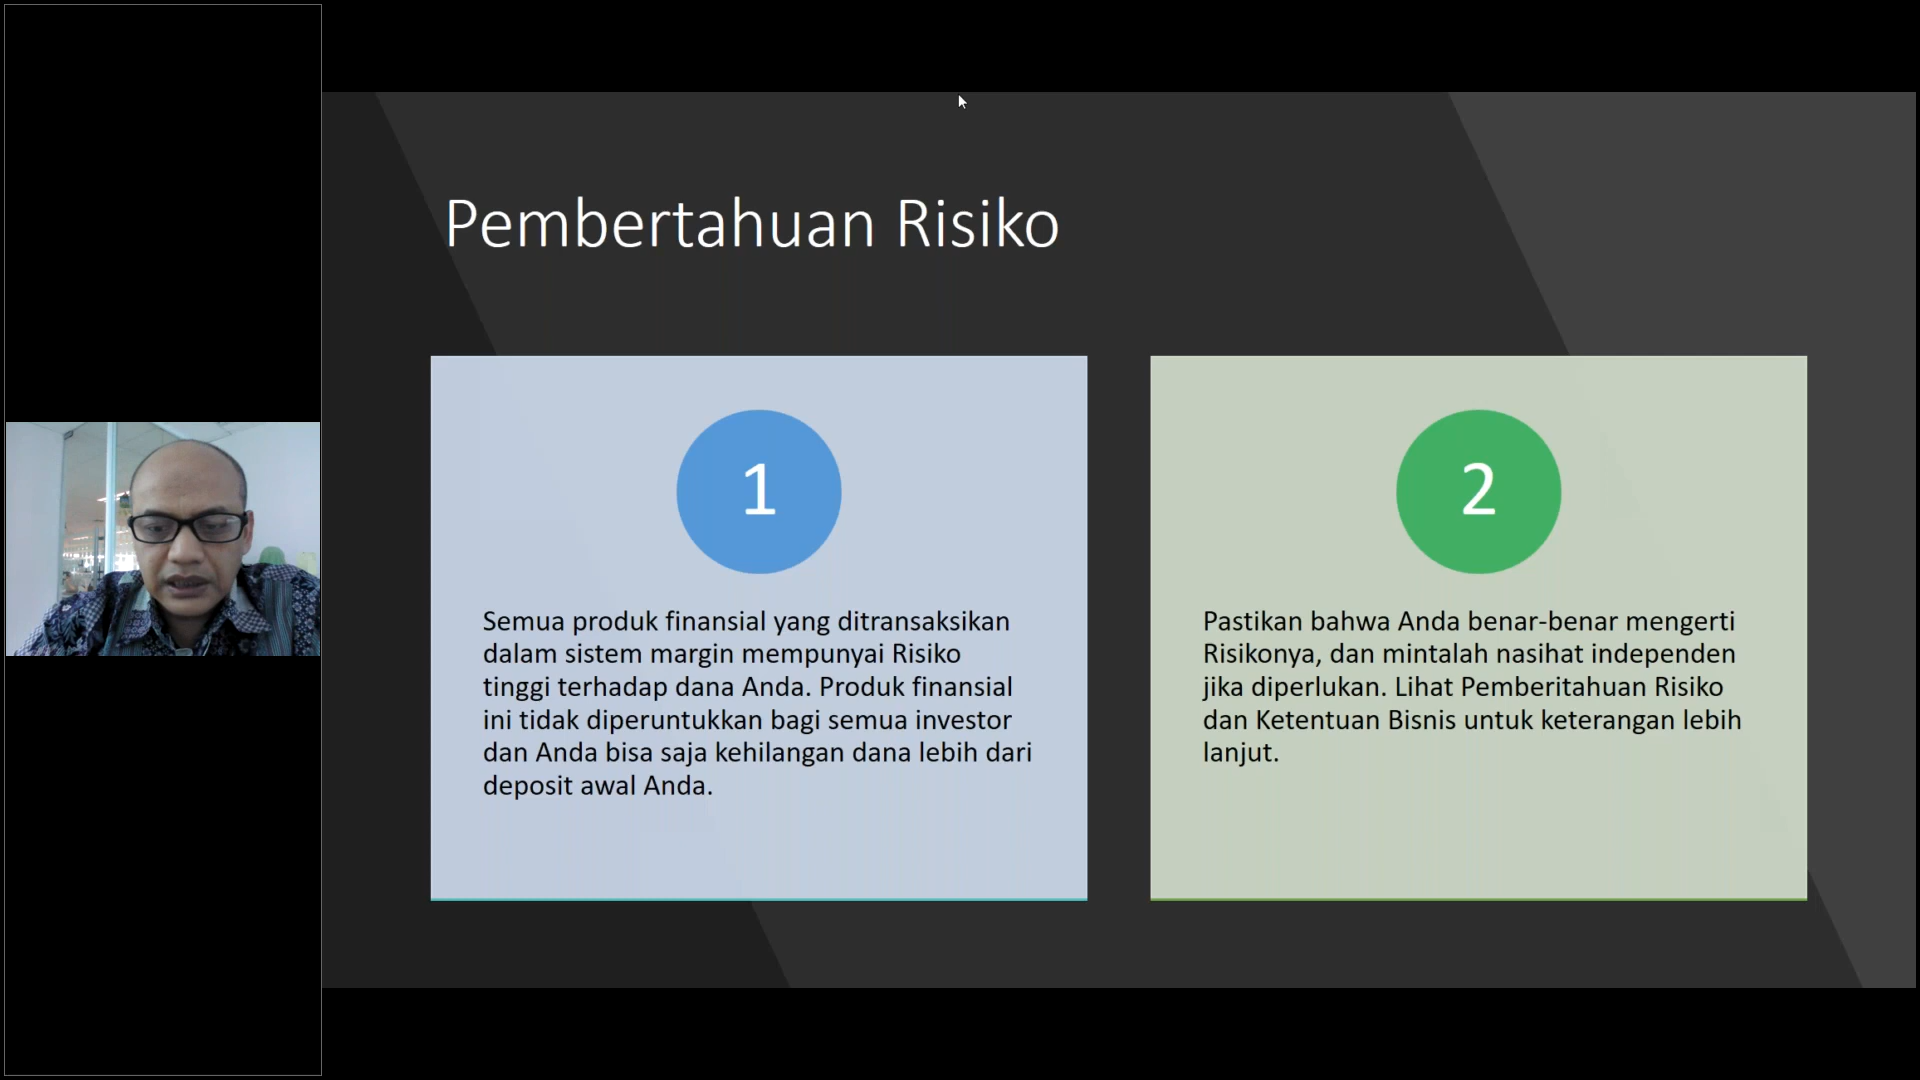 Pembertahuan Risiko
1
Semua produk finansial yang ditransaksikan
dalam sistem margin mempunyai Risiko
tinggi terhadap dana Anda. Produk finansial
ini tidak diperuntukkan bagi semua investor
dan Anda bisa saja kehilangan dana lebih dari
deposit awal Anda.
2
Pastikan bahwa Anda benar-benar mengerti
Risikonya, dan mintalah nasihat independen
jika diperlukan. Lihat Pemberitahuan Risiko
dan Ketentuan Bisnis untuk keterangan lebih
lanjut.